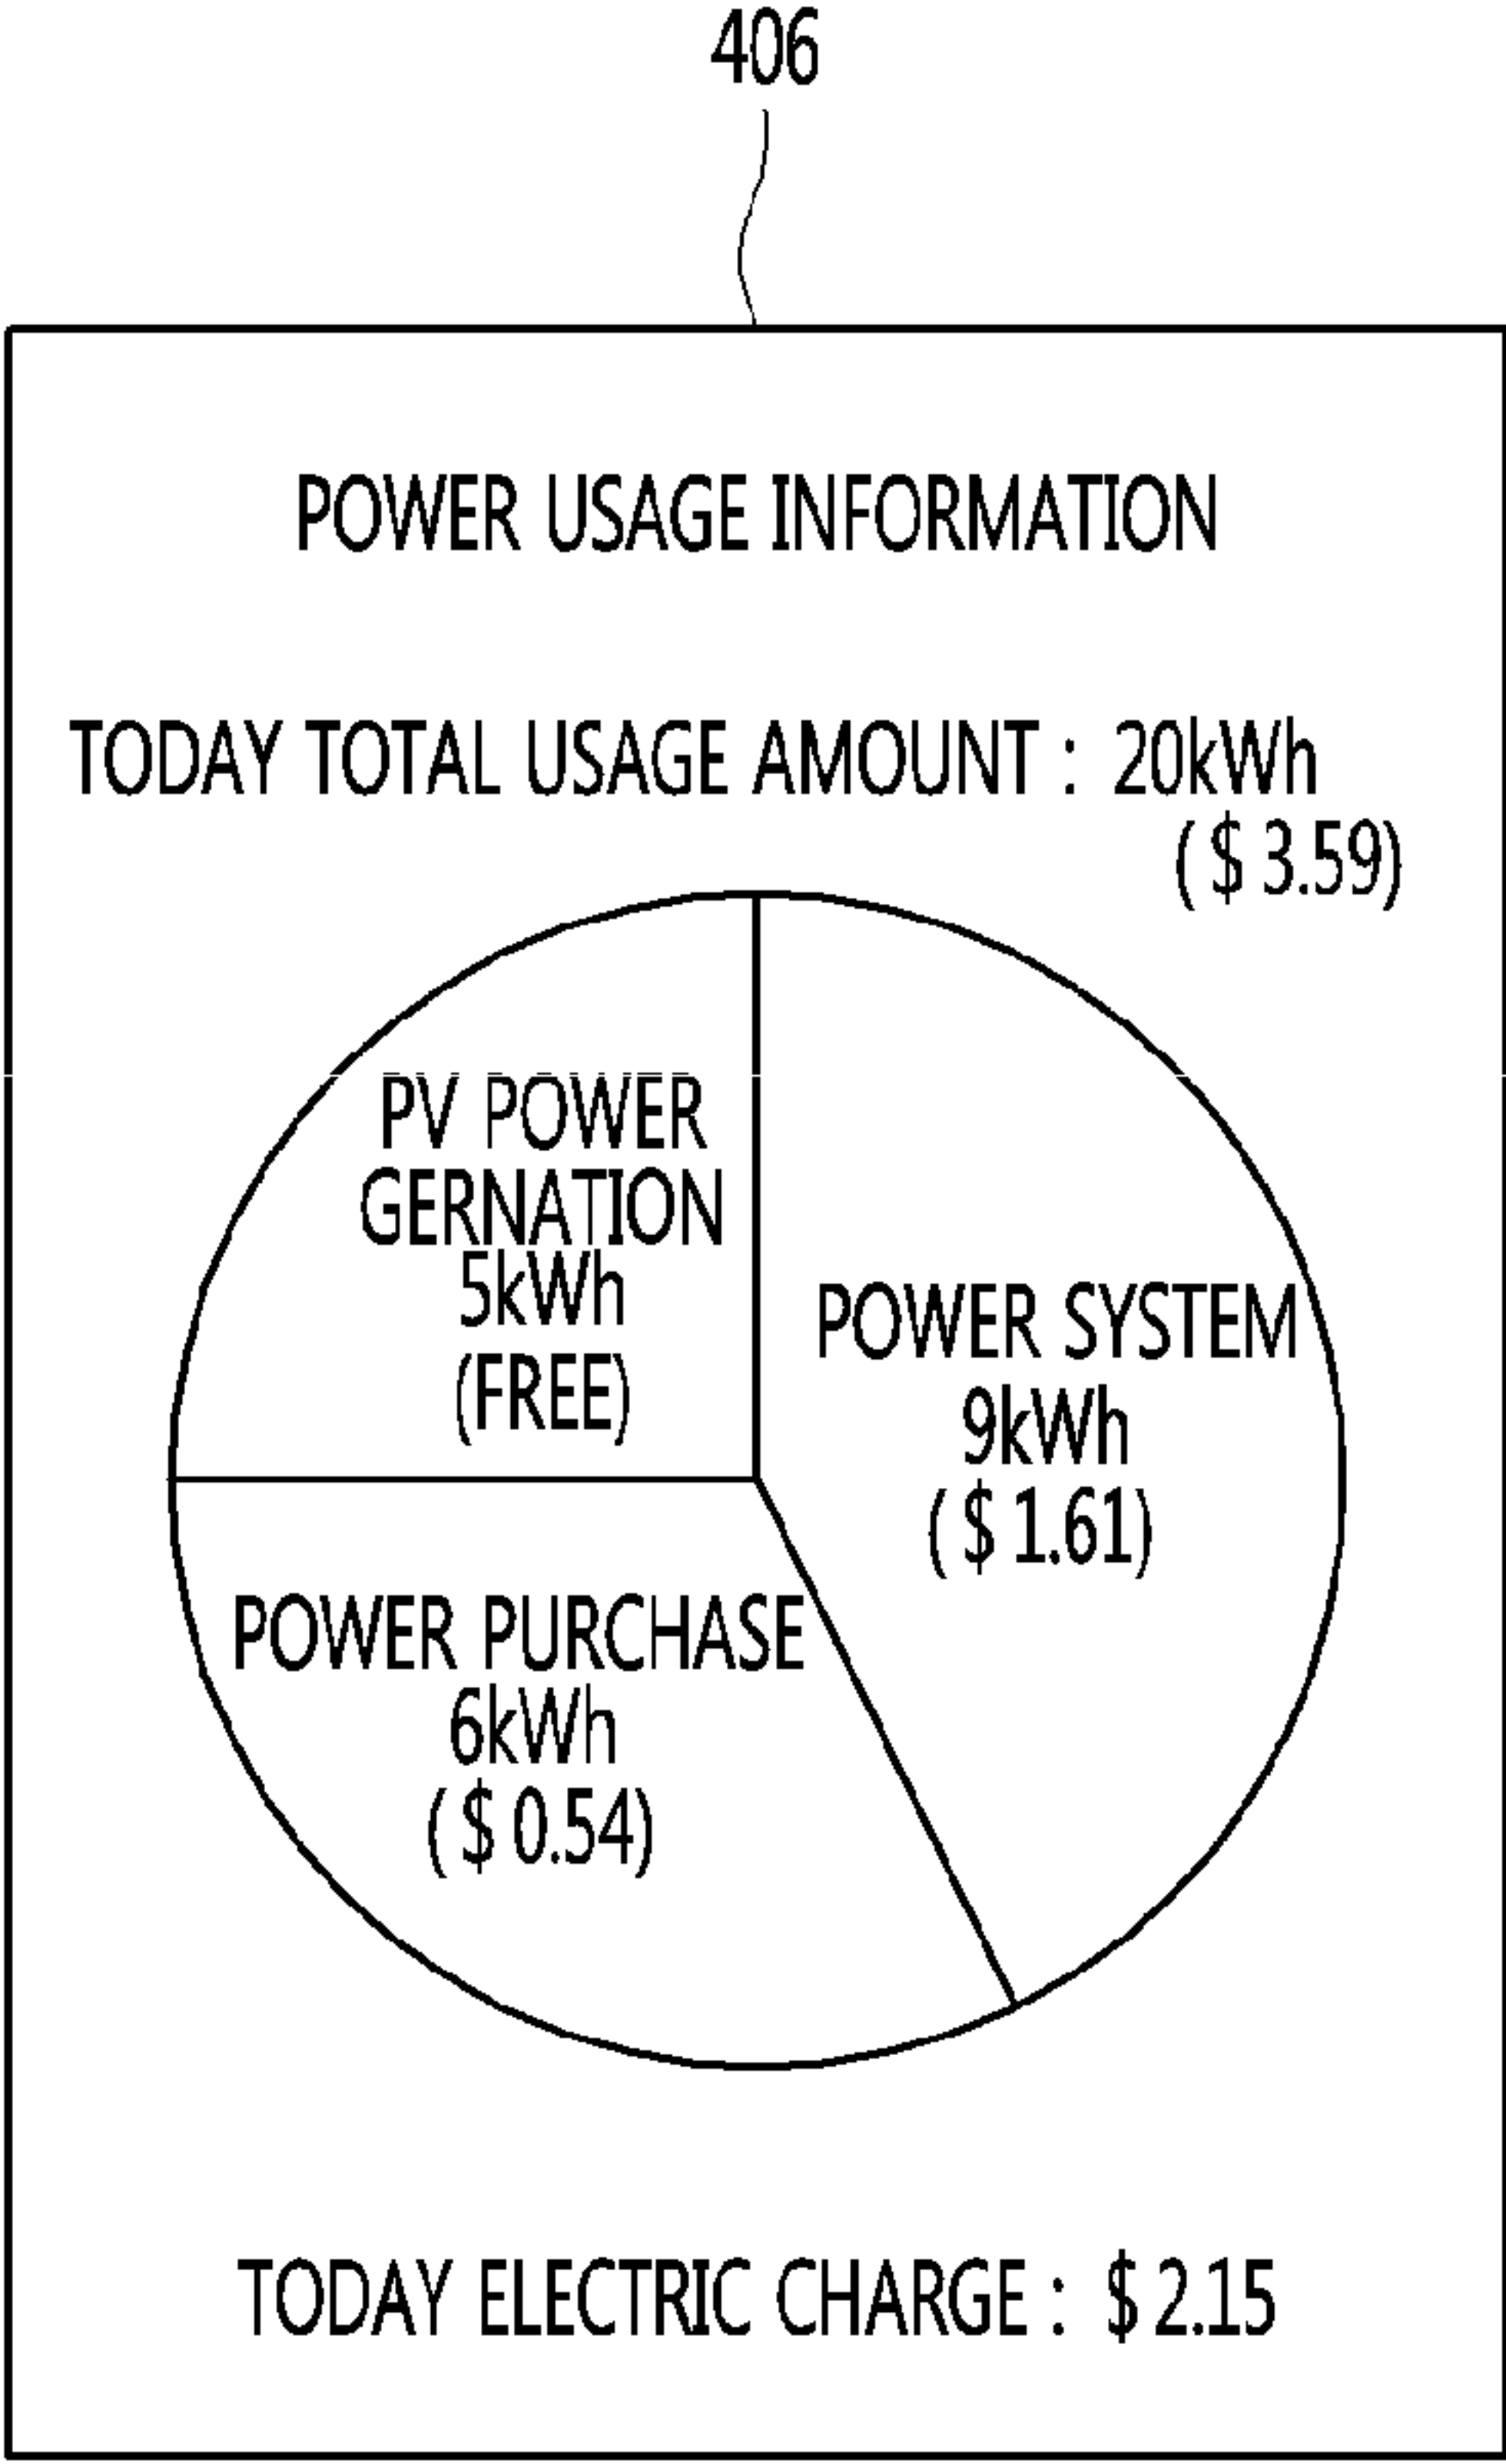 406
POWER USAGE INFORMATION
TODAY TOTAL USAGE AMOUNT : 20kWh
($ 3.59)
PV POWER
GERNATION
5kWh
(FREE)
POWER SYSTEM
9kWh
($ 1.61)
POWER PURCHASE
6kWh
($ 0.54)
TODAY ELECTRIC CHARGE : $ 2.15